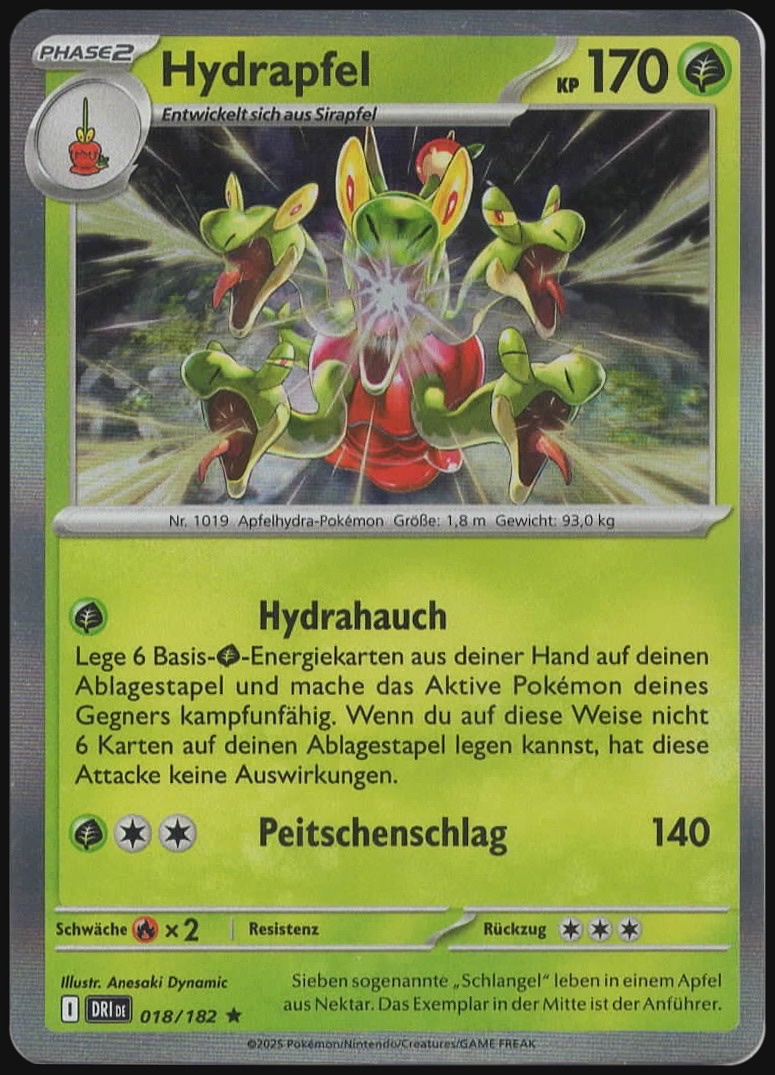 PHASE 2
Hydrapfel
KP 170
Entwickelt sich aus Sirapfel
Nr. 1019 Apfelhydra-Pokémon Größe: 1,8 m Gewicht: 93,0 kg
Hydrahauch
Lege 6 Basis--Energiekarten aus deiner Hand auf deinen
Ablagestapel und mache das Aktive Pokémon deines
Gegners kampfunfähig. Wenn du auf diese Weise nicht
6 Karten auf deinen Ablagestapel legen kannst, hat diese
Attacke keine Auswirkungen.
Peitschenschlag 140
Schwäche ×2 Resistenz Rückzug
Illustr. Anesaki Dynamic
Sieben sogenannte „Schlangel“ leben in einem Apfel
aus Nektar. Das Exemplar in der Mitte ist der Anführer.
I DRI DE 018/182 ★
©2025 Pokémon/Nintendo/Creatures/GAME FREAK